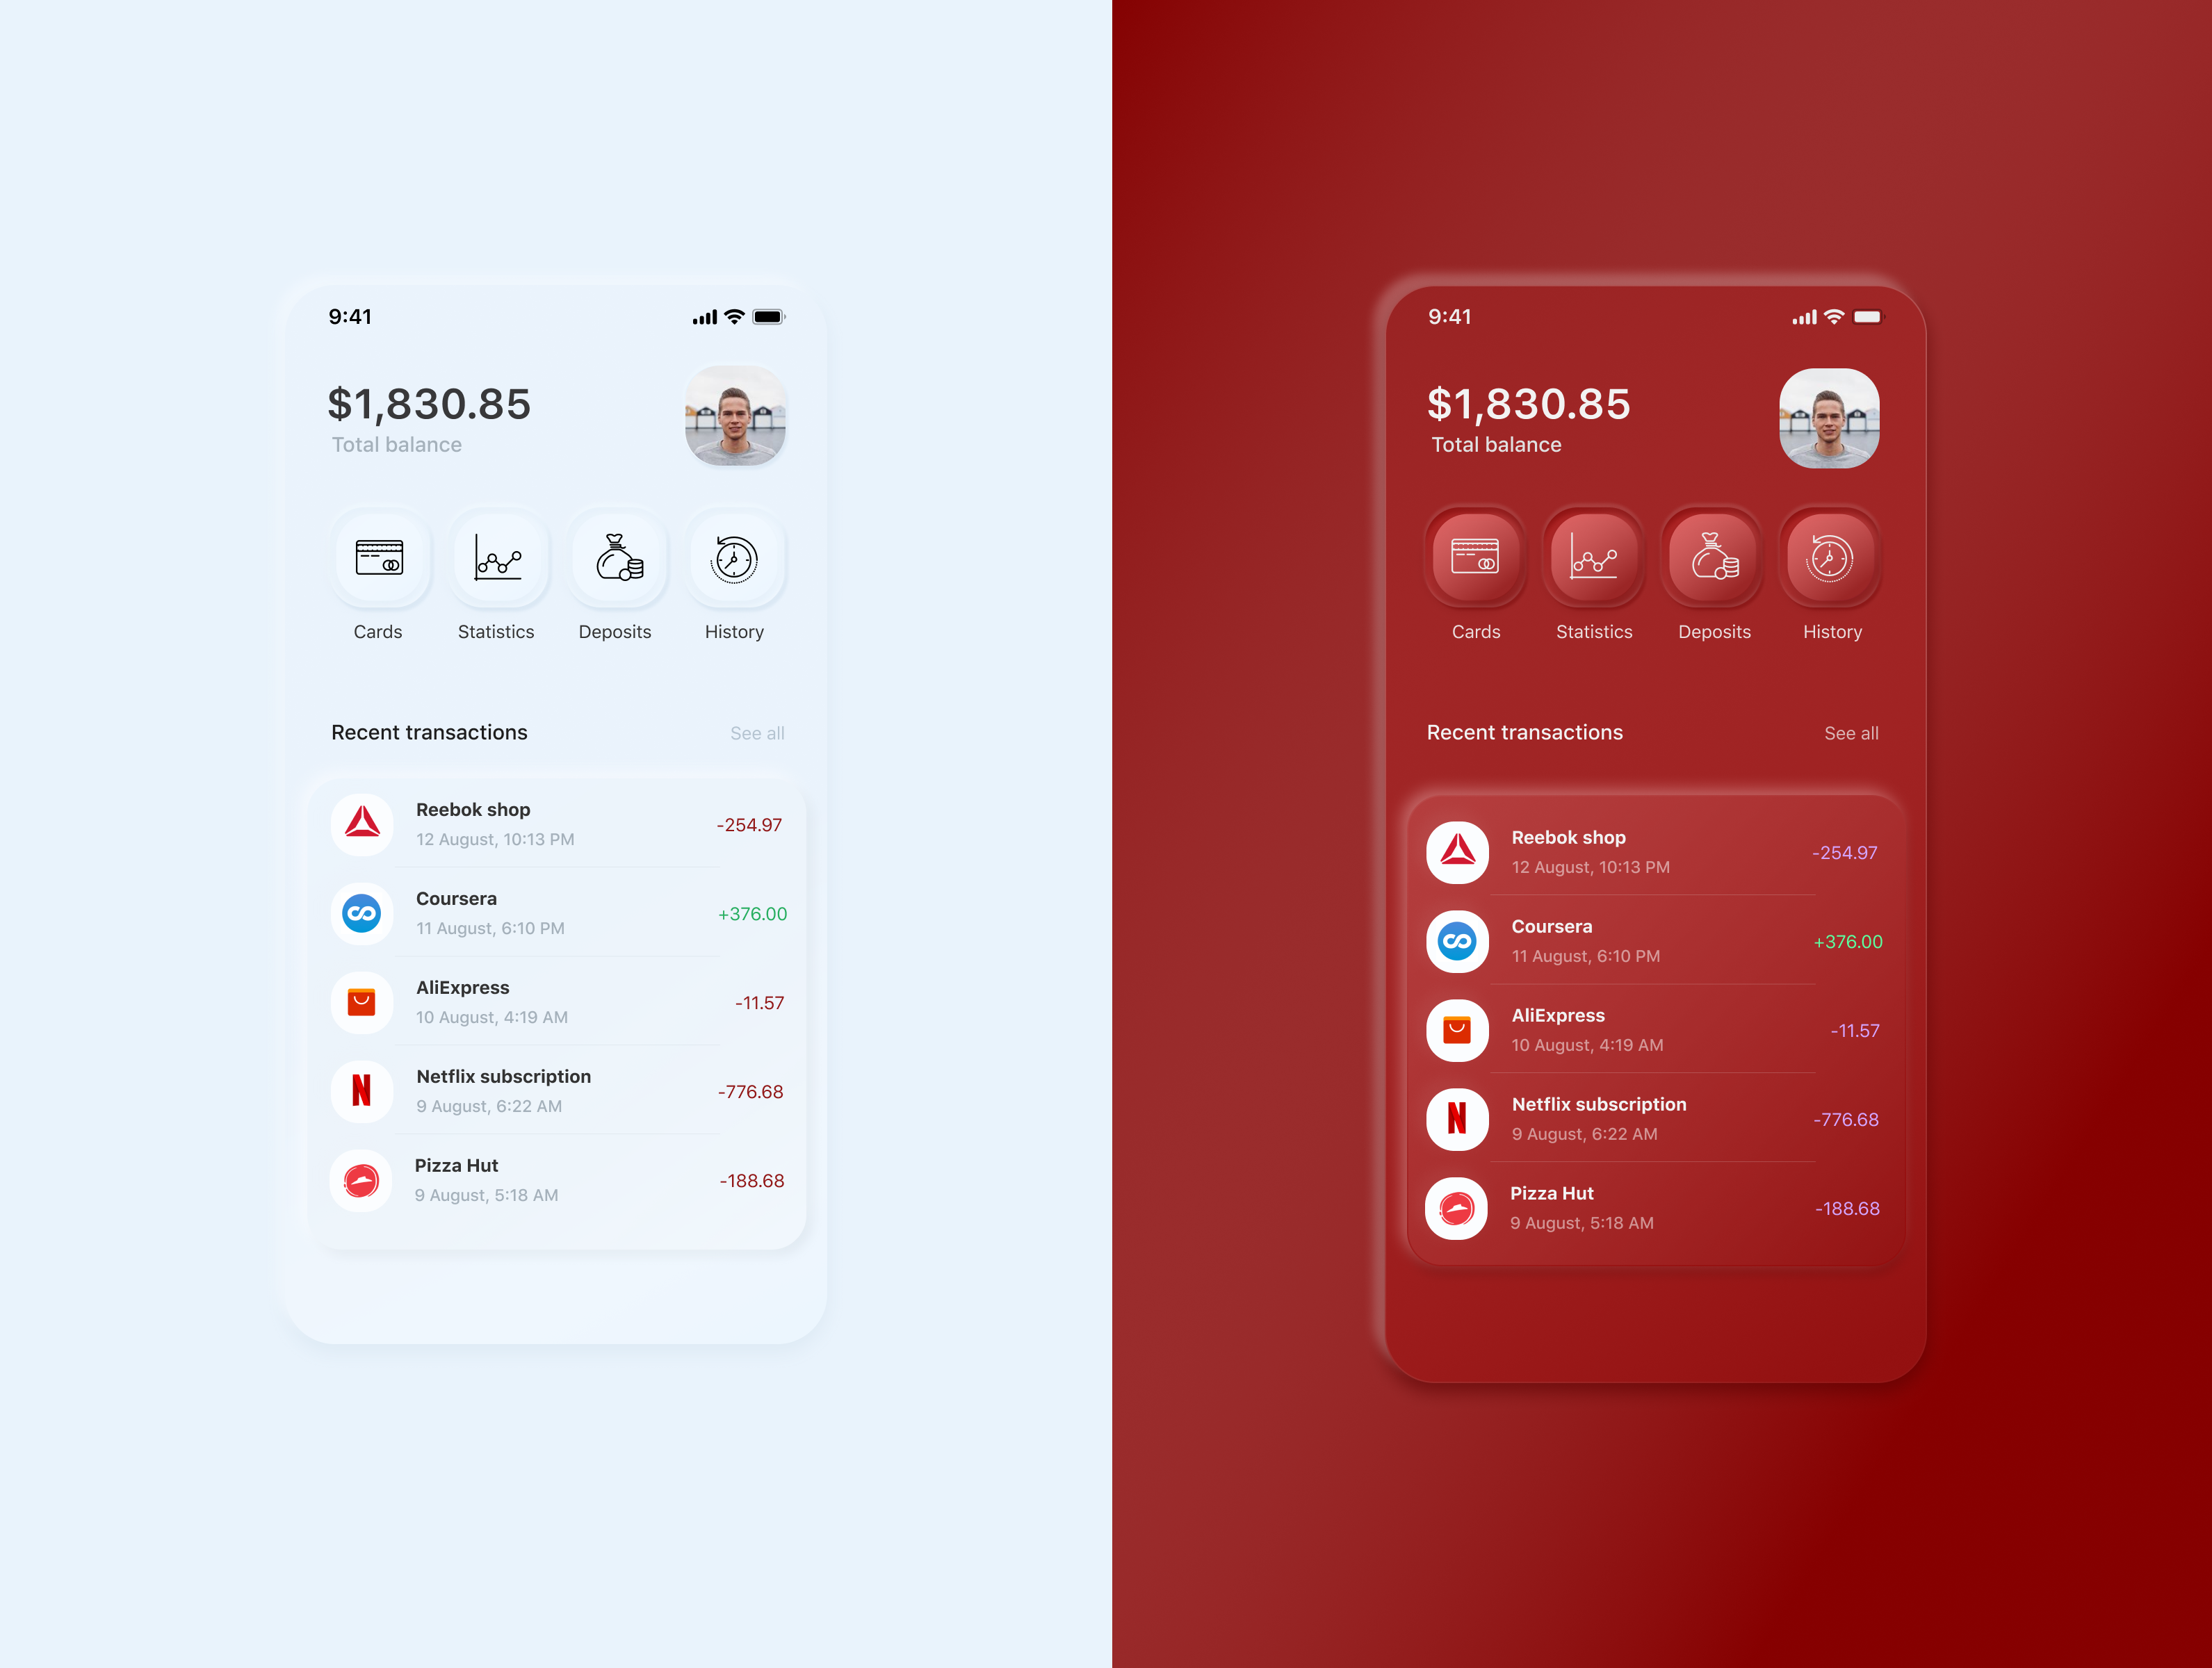 9:41
$1,830.85
Total balance
Cards Statistics Deposits History
Recent transactions See all
Reebok shop
12 August, 10:13 PM
-254.97
Coursera
11 August, 6:10 PM
+376.00
AliExpress
10 August, 4:19 AM
-11.57
Netflix subscription
9 August, 6:22 AM
-776.68
Pizza Hut
9 August, 5:18 AM
-188.68
9:41
$1,830.85
Total balance
Cards Statistics Deposits History
Recent transactions See all
Reebok shop
12 August, 10:13 PM
-254.97
Coursera
11 August, 6:10 PM
+376.00
AliExpress
10 August, 4:19 AM
-11.57
Netflix subscription
9 August, 6:22 AM
-776.68
Pizza Hut
9 August, 5:18 AM
-188.68